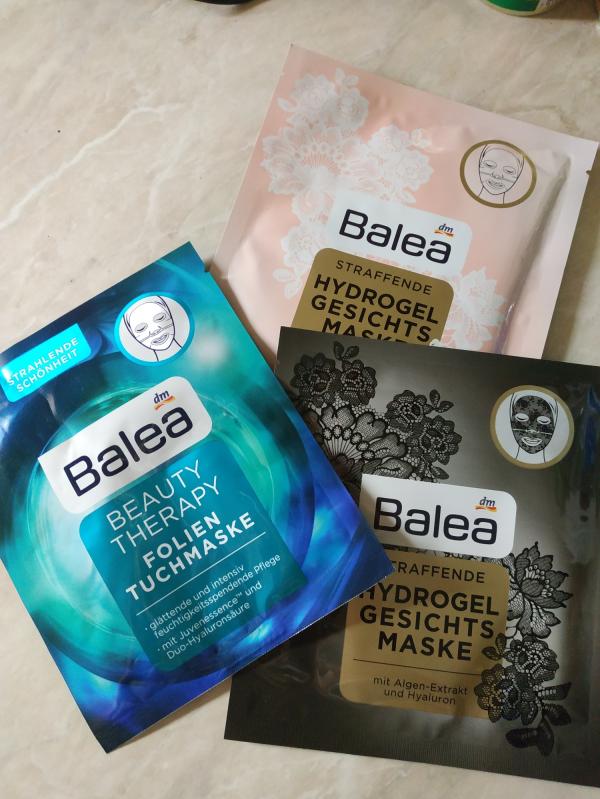 dm
Balea
STRAFFENDE
HYDROGEL
GESICHTS
MASKE
STRAHLENDE
SCHÖNHEIT
dm
Balea
BEAUTY
THERAPY
FOLIEN
TUCHMASKE
· glättende und intensiv
feuchtigkeitsspendende Pflege
· mit Juvenessence™ und
Duo-Hyaluronsäure
dm
Balea
STRAFFENDE
HYDROGEL
GESICHTS
MASKE
mit Algen-Extrakt
und Hyaluron